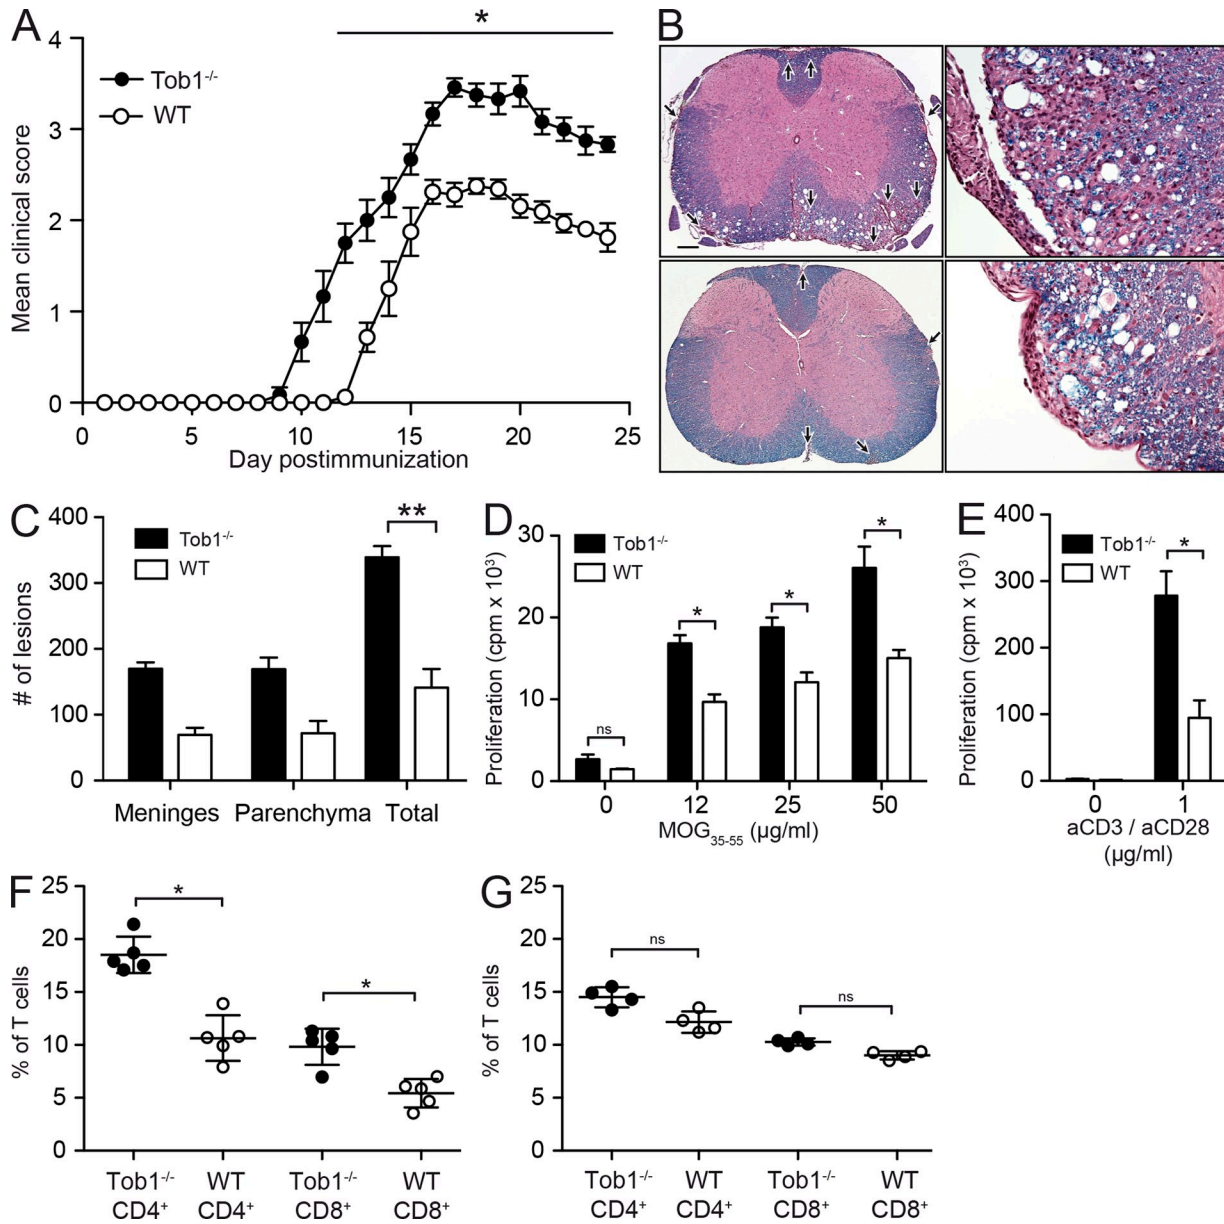 A
*
Tob1-/-
WT
Mean clinical score
4
3
2
1
0
0 5 10 15 20 25
Day postimmunization
B
C
400
300
200
100
0
# of lesions
Tob1-/-
WT
**
Meninges Parenchyma Total
D
30
20
10
0
Proliferation (cpm x 10³)
Tob1-/-
WT
ns
*
*
*
0 12 25 50
MOG35-55 (µg/ml)
E
400
300
200
100
0
Proliferation (cpm x 10³)
Tob1-/-
WT
*
0 1
aCD3 / aCD28
(µg/ml)
F
25
20
15
10
5
0
% of T cells
*
*
Tob1-/- WT Tob1-/- WT
CD4+ CD4+ CD8+ CD8+
G
25
20
15
10
5
0
% of T cells
ns
ns
Tob1-/- WT Tob1-/- WT
CD4+ CD4+ CD8+ CD8+